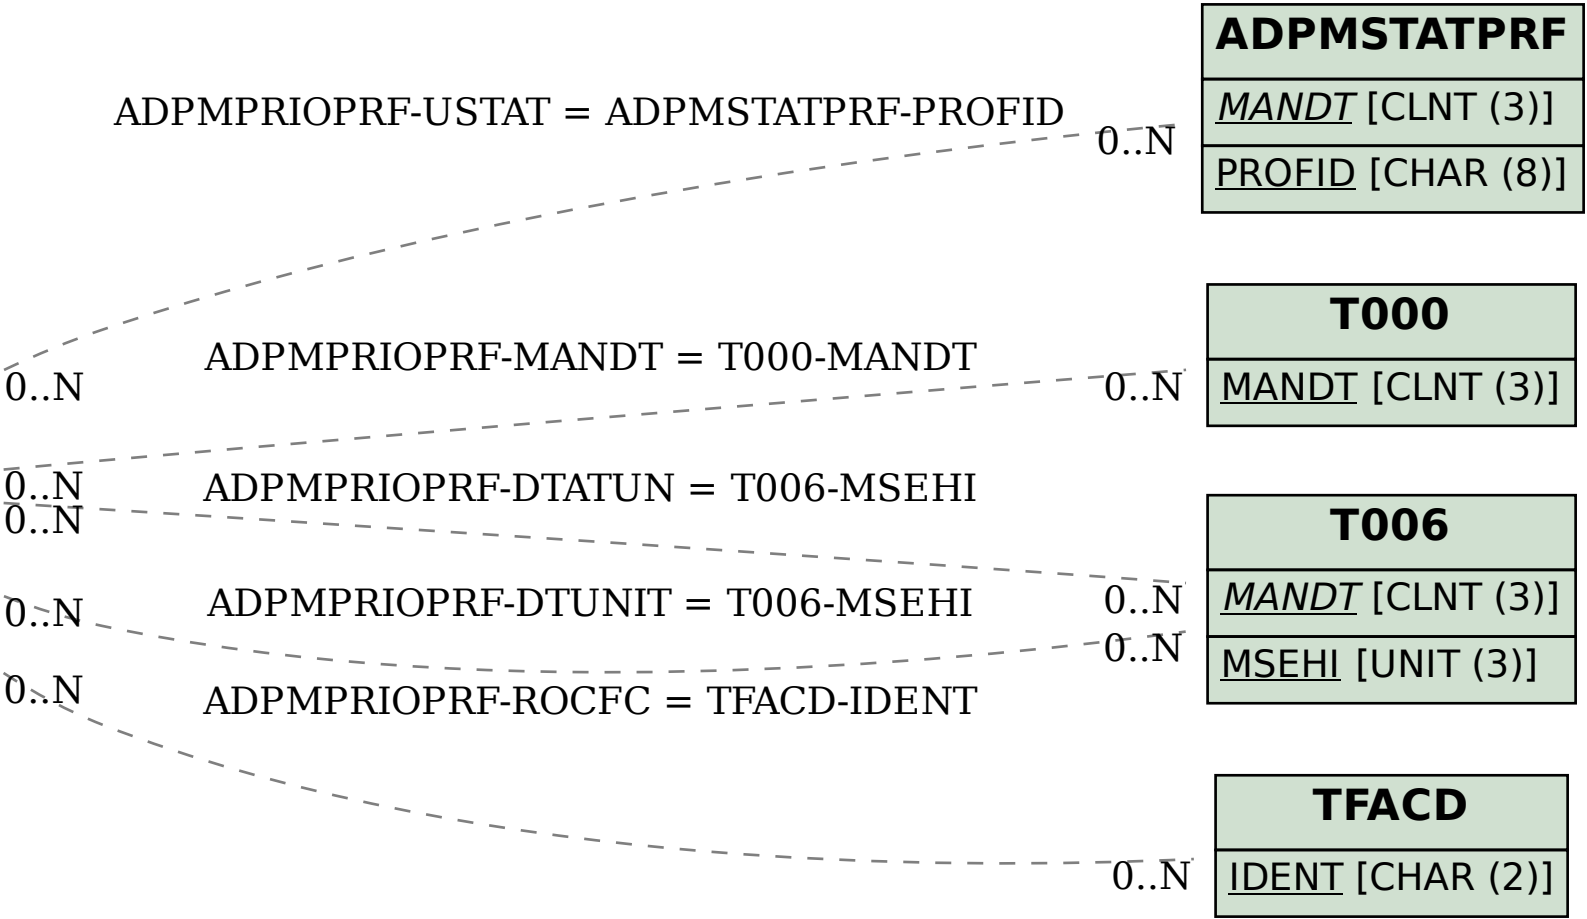 ADPMSTATPRF
ADPMPRIOPRF-USTAT = ADPMSTATPRF-PROFID
MANDT [CLNT (3)]
0..N
PROFID [CHAR (8)]
T000
ADPMPRIOPRF-MANDT = T000-MANDT
0..N
0..N
MANDT [CLNT (3)]
0..N
ADPMPRIOPRF-DTATUN = T006-MSEHI
0..N
T006
ADPMPRIOPRF-DTUNIT = T006-MSEHI
0..N
MANDT [CLNT (3)]
0..N
0..N
MSEHI [UNIT (3)]
0..N
ADPMPRIOPRF-ROCFC = TFACD-IDENT
TFACD
0..N
IDENT [CHAR (2)]